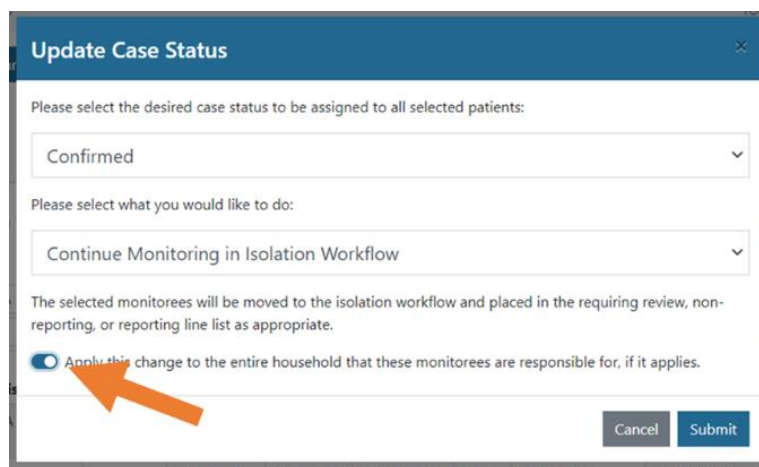 Update Case Status
×
Please select the desired case status to be assigned to all selected patients:
Confirmed
Please select what you would like to do:
Continue Monitoring in Isolation Workflow
The selected monitorees will be moved to the isolation workflow and placed in the requiring review, non-
reporting, or reporting line list as appropriate.
Apply this change to the entire household that these monitorees are responsible for, if it applies.
Cancel Submit